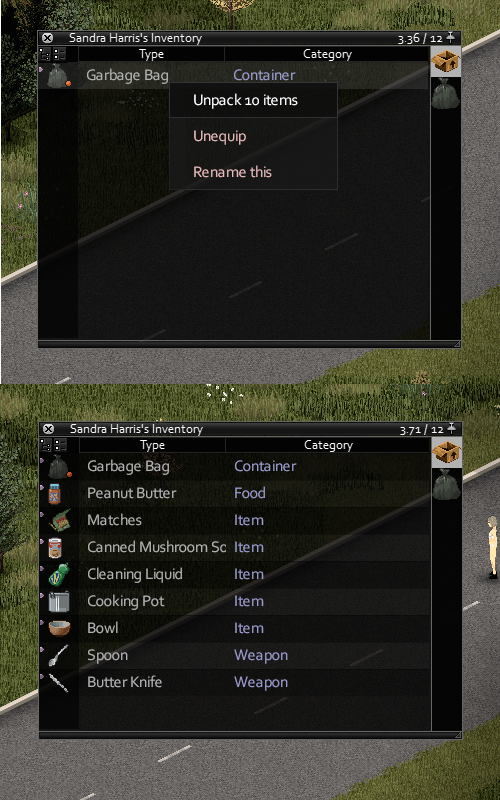 Sandra Harris's Inventory 3.36 / 12
Type Category
Garbage Bag Container
Unpack 10 items
Unequip
Rename this
Sandra Harris's Inventory 3.71 / 12
Type Category
Garbage Bag Container
Peanut Butter Food
Matches Item
Canned Mushroom So Item
Cleaning Liquid Item
Cooking Pot Item
Bowl Item
Spoon Weapon
Butter Knife Weapon